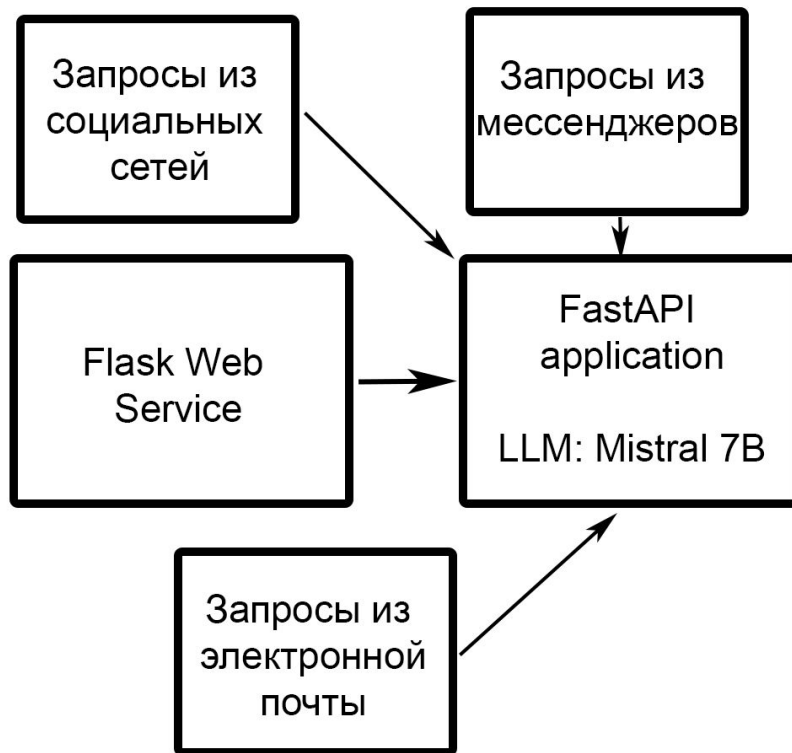 Запросы из
социальных
сетей
Запросы из
мессенджеров
Flask Web
Service
FastAPI
application
LLM: Mistral 7B
Запросы из
электронной
почты